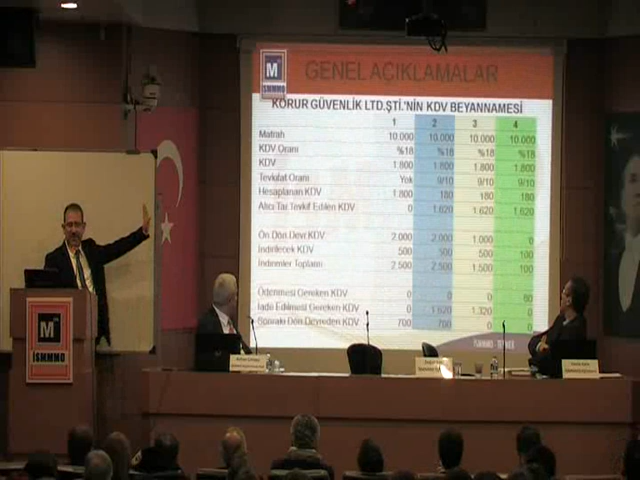 GENEL AÇIKLAMALAR
İSMMMO
KORUR GÜVENLİK LTD.ŞTİ.'NİN KDV BEYANNAMESİ
1 2 3 4
Matrah 10.000 10.000 10.000 10.000
KDV Oranı %18 %18 %18 %18
KDV 1.800 1.800 1.800 1.800
Tevkifat Oranı Yok 9/10 9/10 9/10
Hesaplanan KDV 1.800 180 180 180
Alıcı Tar.Tevkif Edilen KDV 0 1.620 1.620 1.620
Ön.Dön.Devr.KDV 2.000 2.000 1.000 0
İndirilecek KDV 500 500 500 100
İndirimler Toplamı 2.500 2.500 1.500 100
Ödenmesi Gereken KDV 0 0 0 80
İade Edilmesi Gereken KDV 0 1.620 1.320 0
Sonraki Dön.Devreden KDV 700 700 0 0
M
İSMMMO